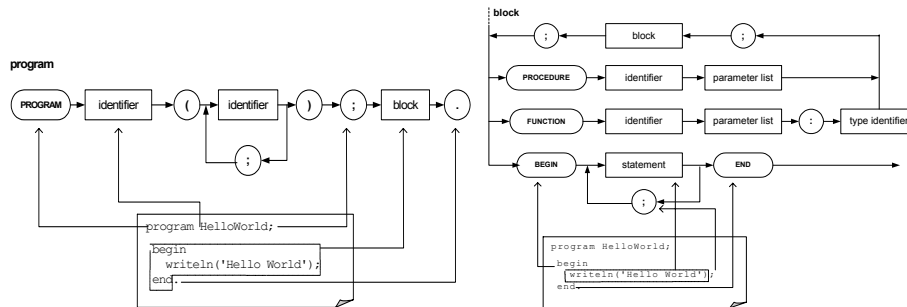 program
PROGRAM identifier ( identifier ) ; block .
;
program HelloWorld;
begin
writeln('Hello World');
end.
block
; block ;
PROCEDURE identifier parameter list
FUNCTION identifier parameter list : type identifier
BEGIN statement END
;
program HelloWorld;
begin
writeln('Hello World');
end.